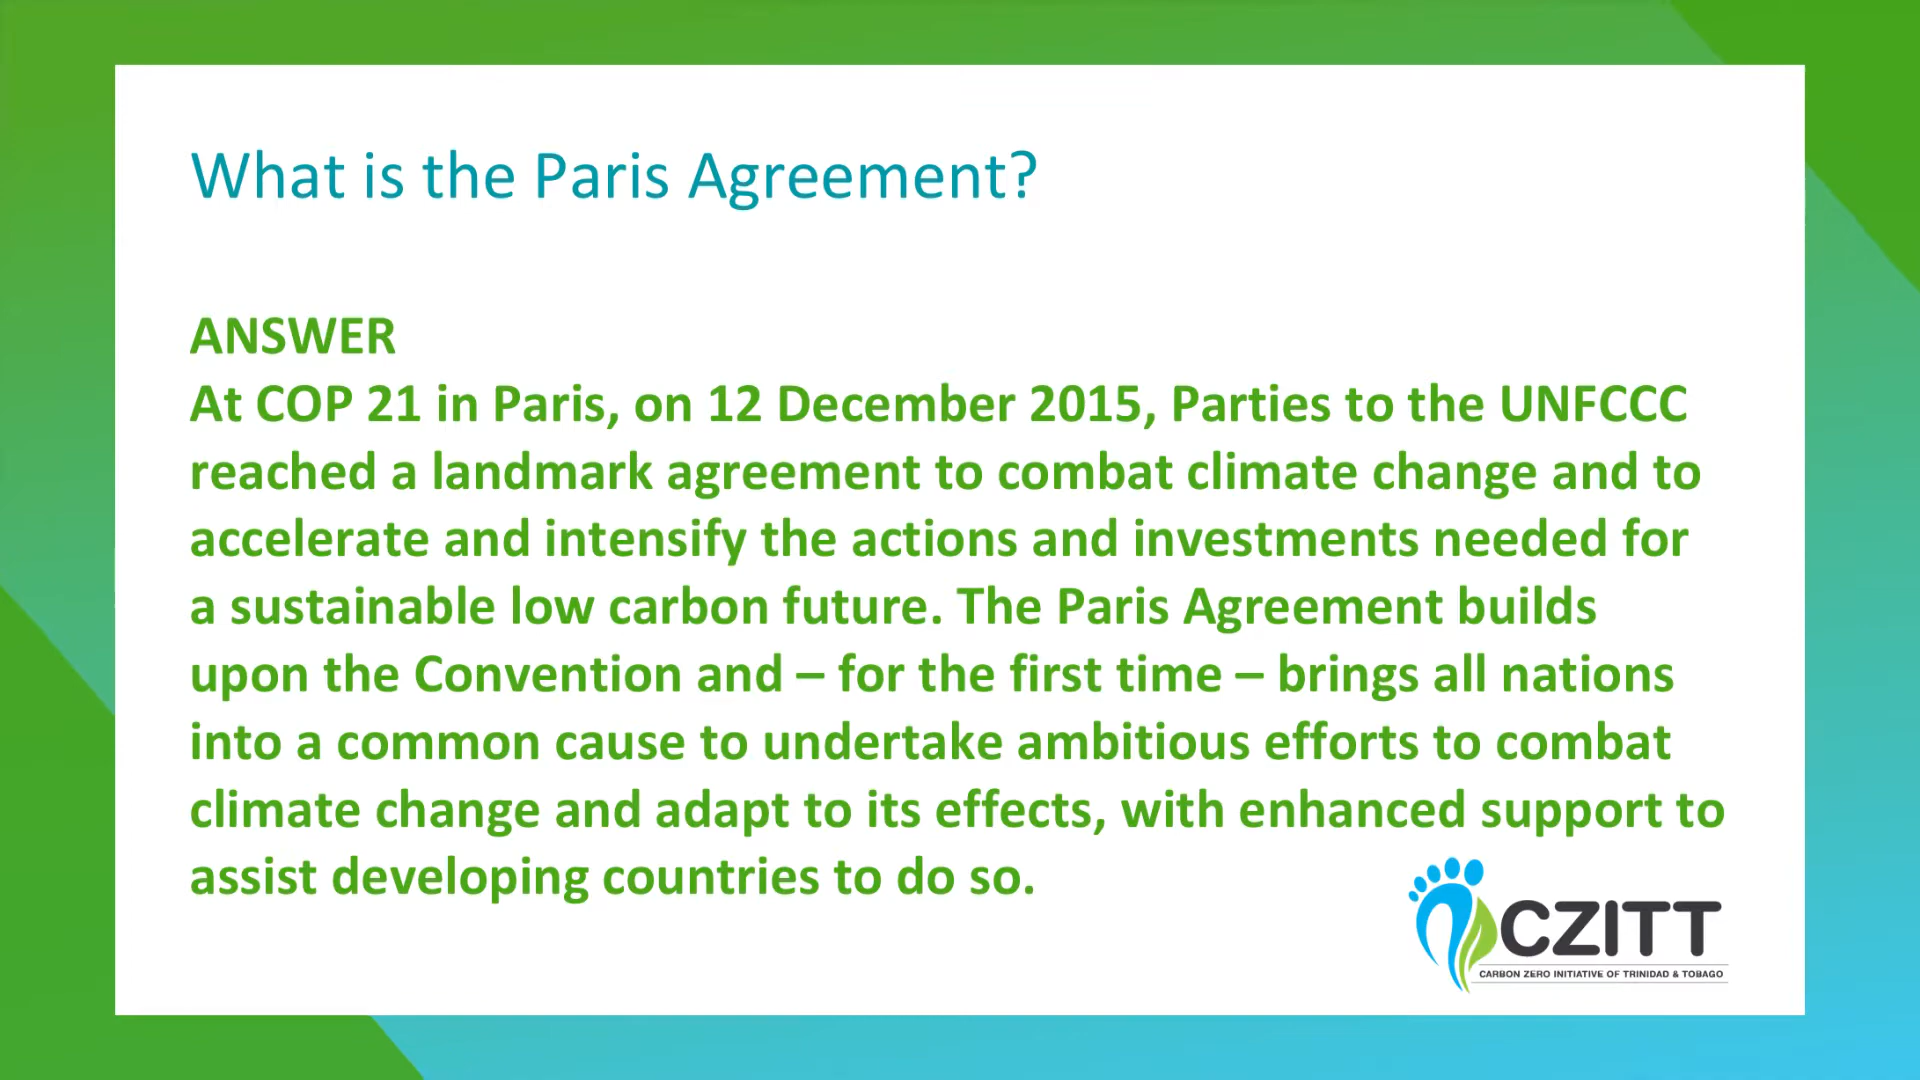 What is the Paris Agreement?
ANSWER
At COP 21 in Paris, on 12 December 2015, Parties to the UNFCCC
reached a landmark agreement to combat climate change and to
accelerate and intensify the actions and investments needed for
a sustainable low carbon future. The Paris Agreement builds
upon the Convention and – for the first time – brings all nations
into a common cause to undertake ambitious efforts to combat
climate change and adapt to its effects, with enhanced support to
assist developing countries to do so.
CZITT
CARBON ZERO INITIATIVE OF TRINIDAD & TOBAGO